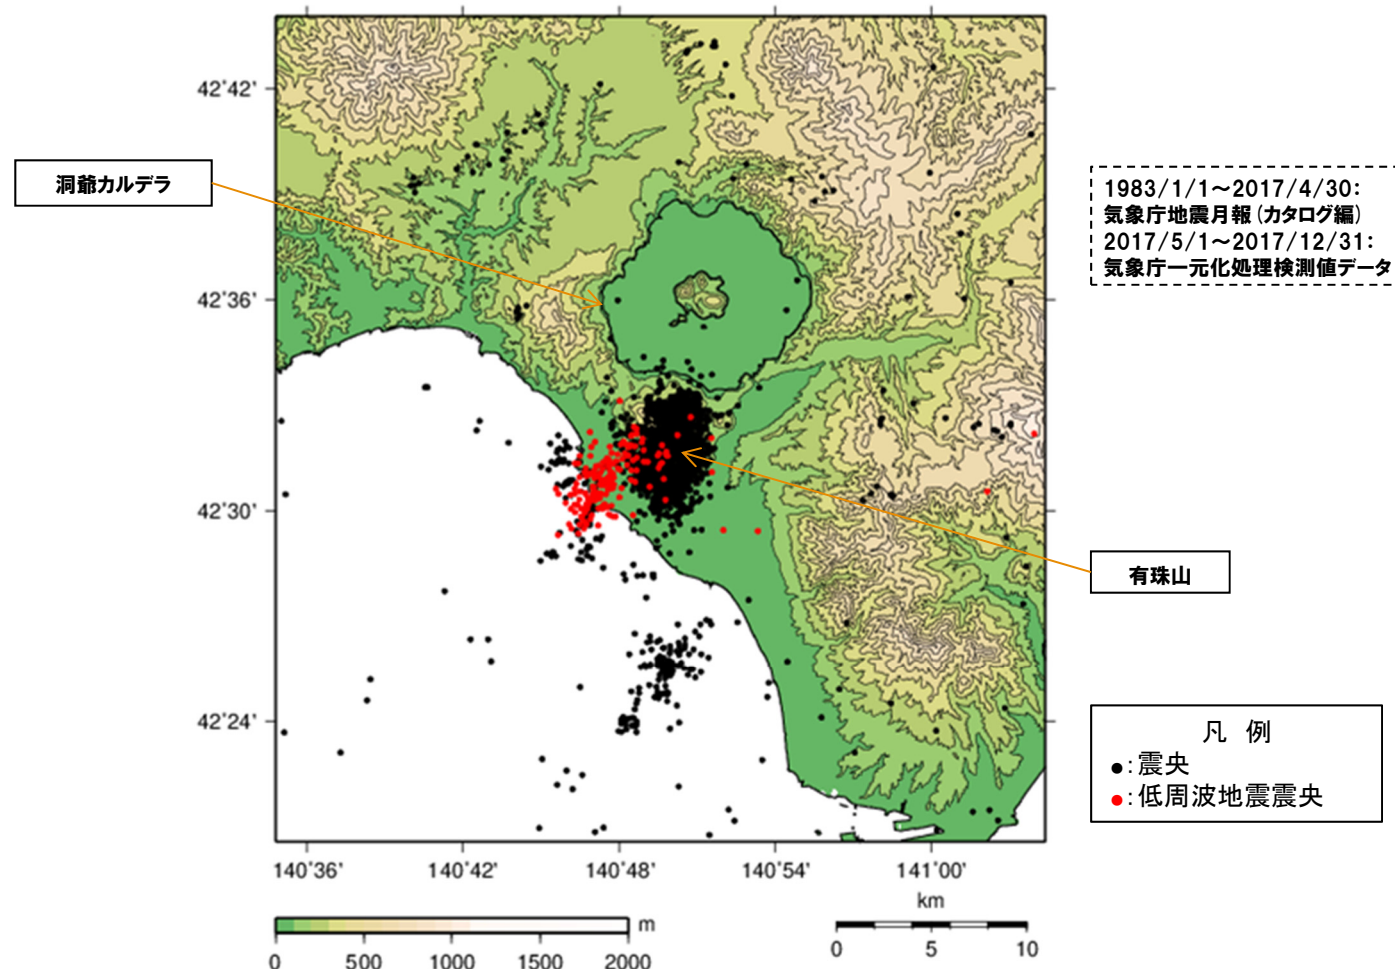 42°42'
洞爺カルデラ
1983/1/1～2017/4/30：
気象庁地震月報（カタログ編）
2017/5/1～2017/12/31：
気象庁一元化処理検測値データ
42°36'
42°30'
有珠山
42°24'
凡 例
●：震央
●：低周波地震震央
140°36' 140°42' 140°48' 140°54' 141°00'
km
m
0 500 1000 1500 2000
0 5 10